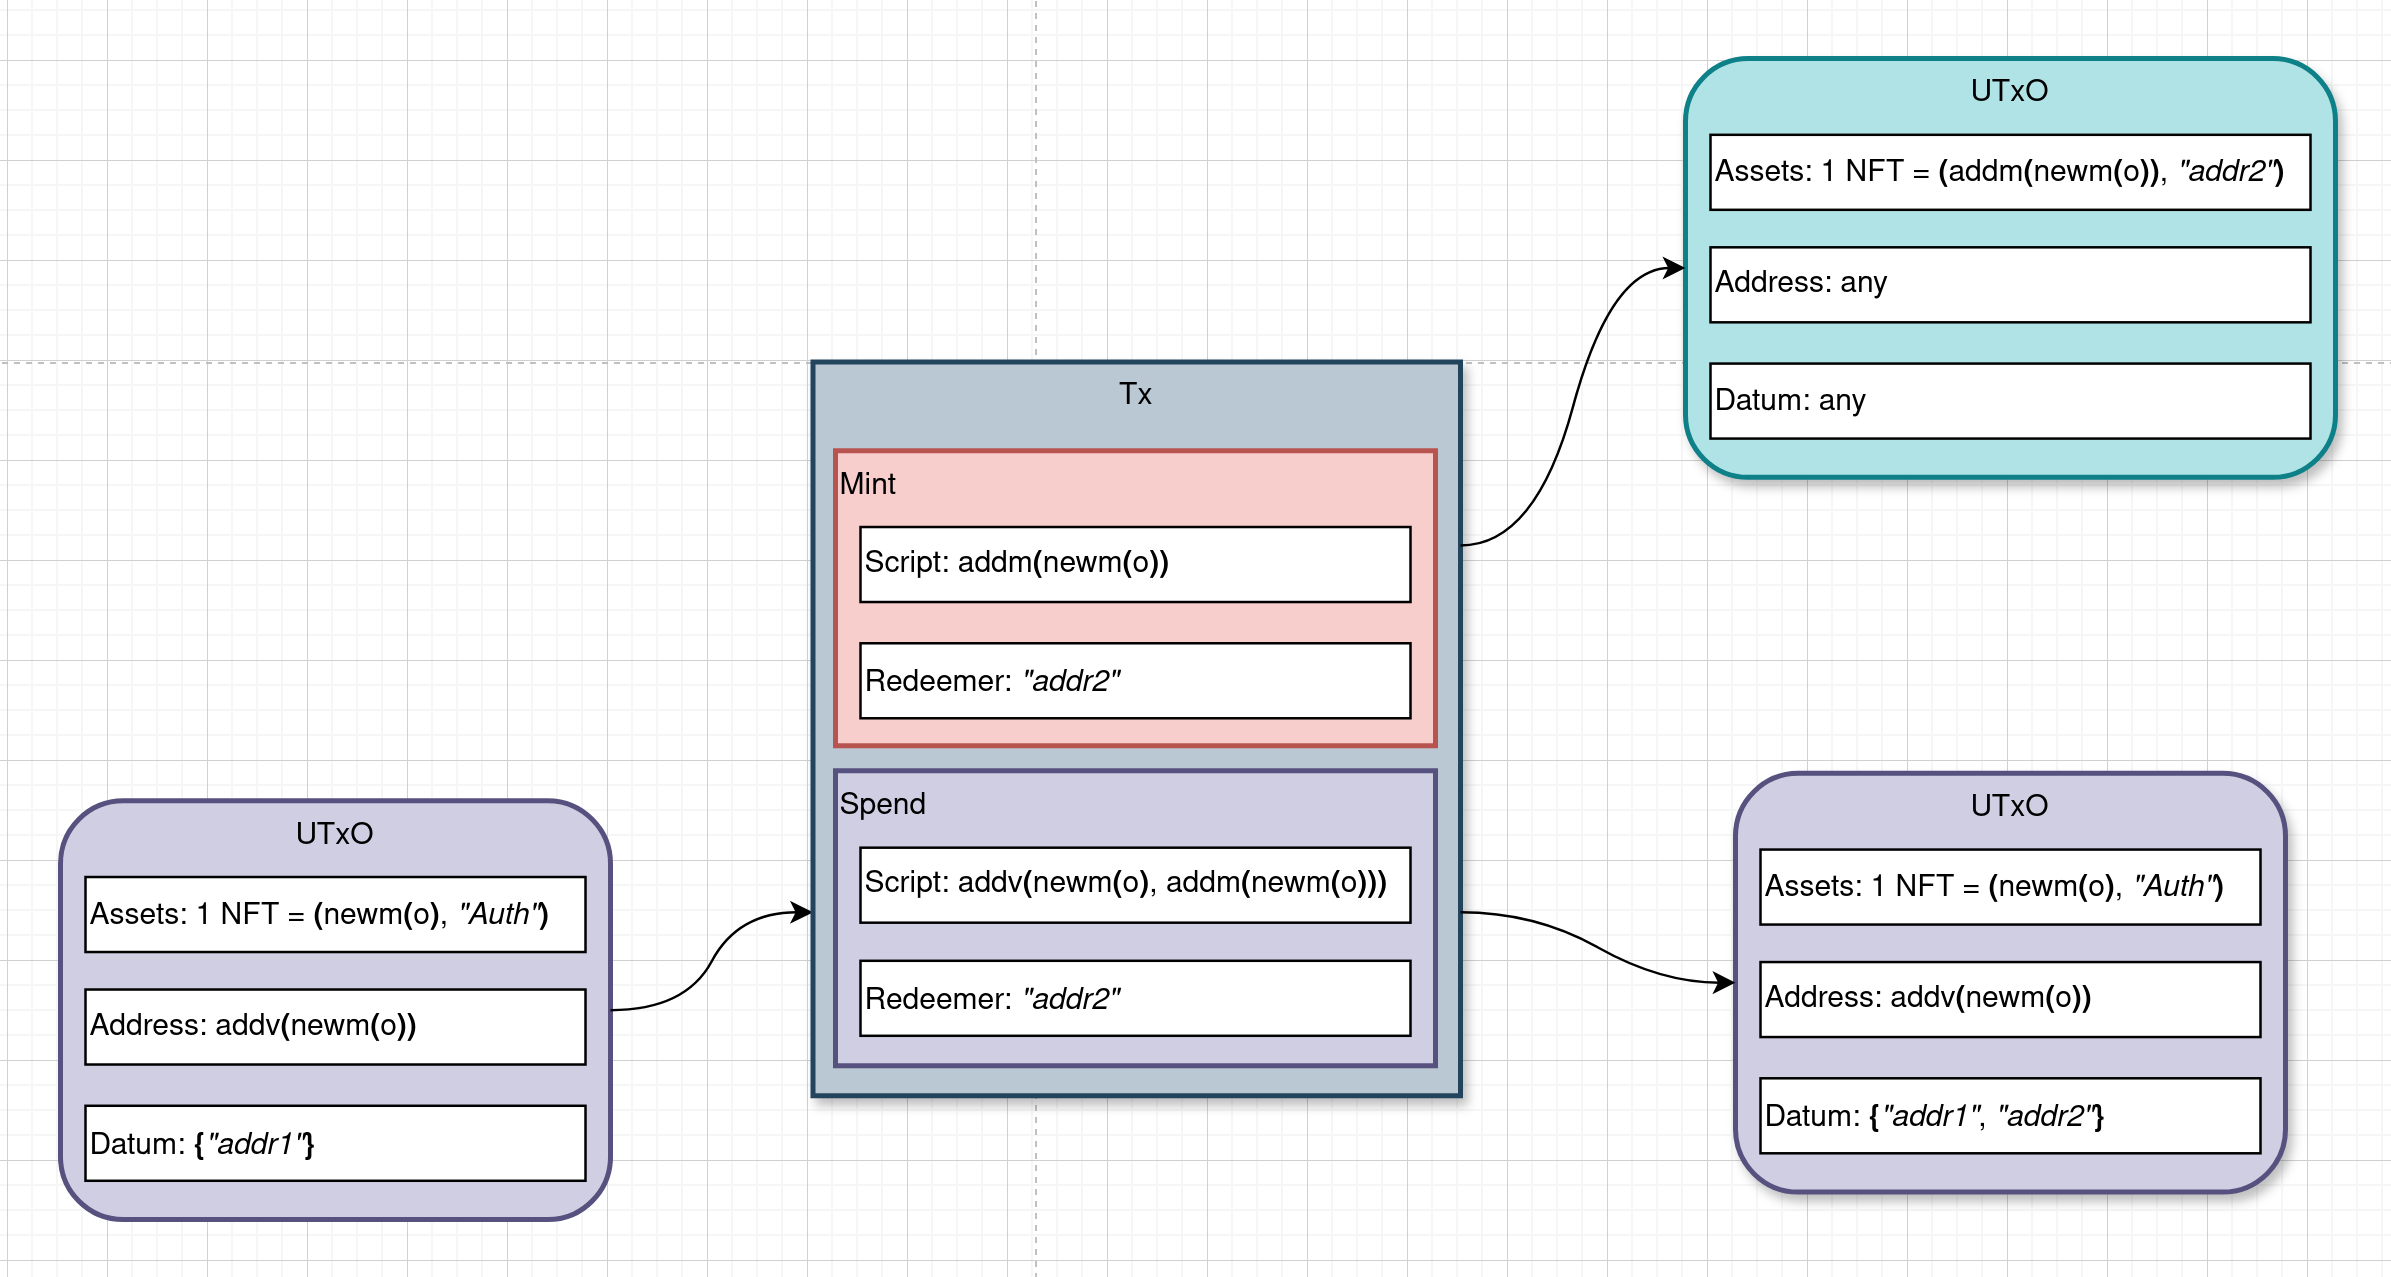 UTxO
Assets: 1 NFT = (newm(o), "Auth")
Address: addv(newm(o))
Datum: {"addr1"}
Tx
Mint
Script: addm(newm(o))
Redeemer: "addr2"
Spend
Script: addv(newm(o), addm(newm(o)))
Redeemer: "addr2"
UTxO
Assets: 1 NFT = (addm(newm(o)), "addr2")
Address: any
Datum: any
UTxO
Assets: 1 NFT = (newm(o), "Auth")
Address: addv(newm(o))
Datum: {"addr1", "addr2"}